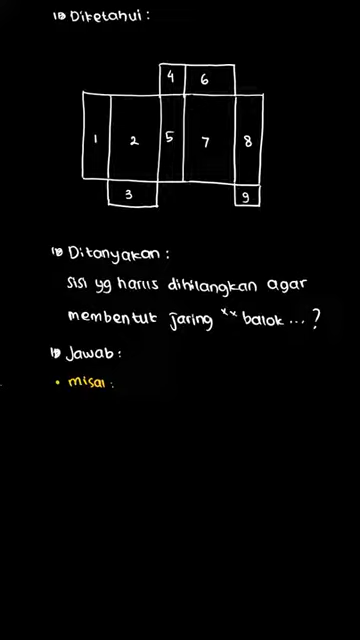 Diketahui :
4 6
1 2 5 7 8
3 9
Ditanyakan :
sisi yg harus dihilangkan agar
membentuk jaring ˣˣ balok ... ?
Jawab :
• misal :